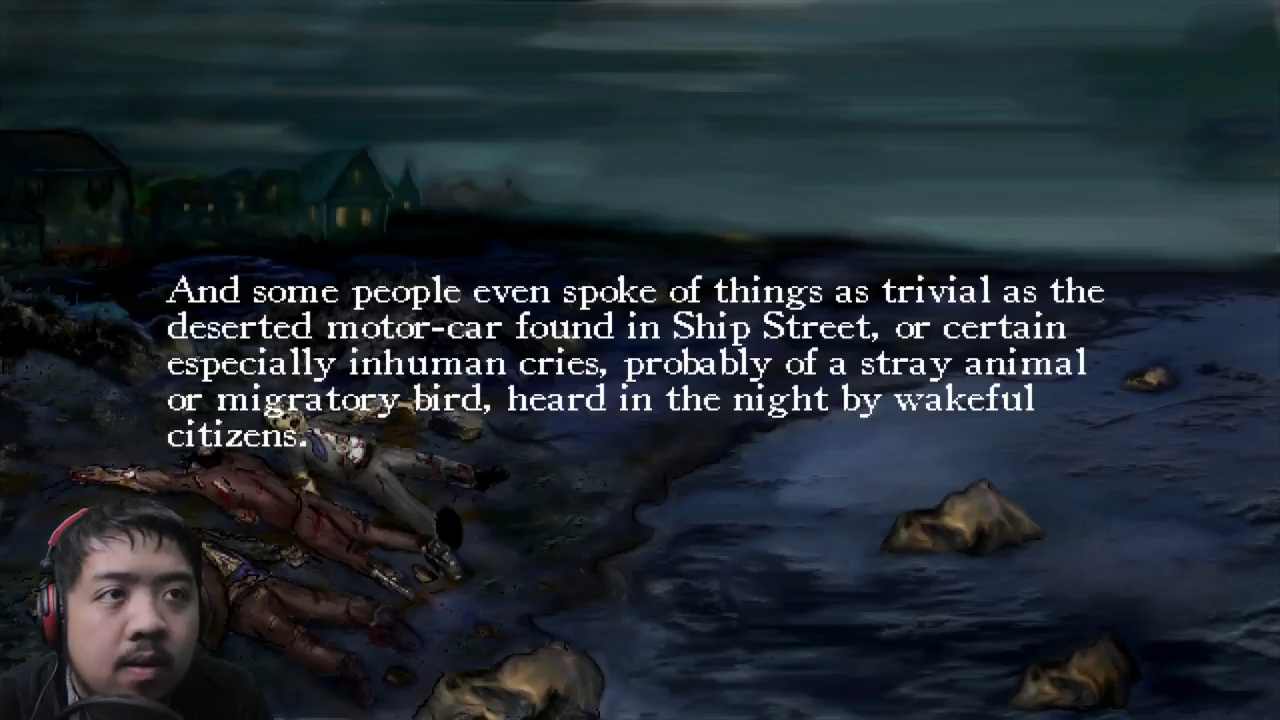 And some people even spoke of things as trivial as the
deserted motor-car found in Ship Street, or certain
especially inhuman cries, probably of a stray animal
or migratory bird, heard in the night by wakeful
citizens.